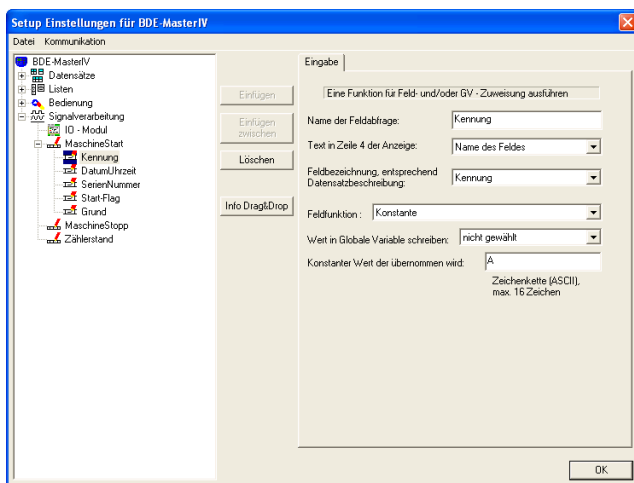 Setup Einstellungen für BDE-MasterIV
Datei Kommunikation
BDE-MasterIV
Datensätze
Listen
Bedienung
Signalverarbeitung
IO - Modul
MaschineStart
Kennung
DatumUhrzeit
SerienNummer
Start-Flag
Grund
MaschineStopp
Zählerstand
Einfügen
Einfügen
zwischen
Löschen
Info Drag&Drop
Eingabe
Eine Funktion für Feld- und/oder GV - Zuweisung ausführen
Name der Feldabfrage: Kennung
Text in Zeile 4 der Anzeige: Name des Feldes
Feldbezeichnung, entsprechend
Datensatzbeschreibung: Kennung
Feldfunktion : Konstante
Wert in Globale Variable schreiben: nicht gewählt
Konstanter Wert der übernommen wird: A
Zeichenkette (ASCII),
max. 16 Zeichen
OK